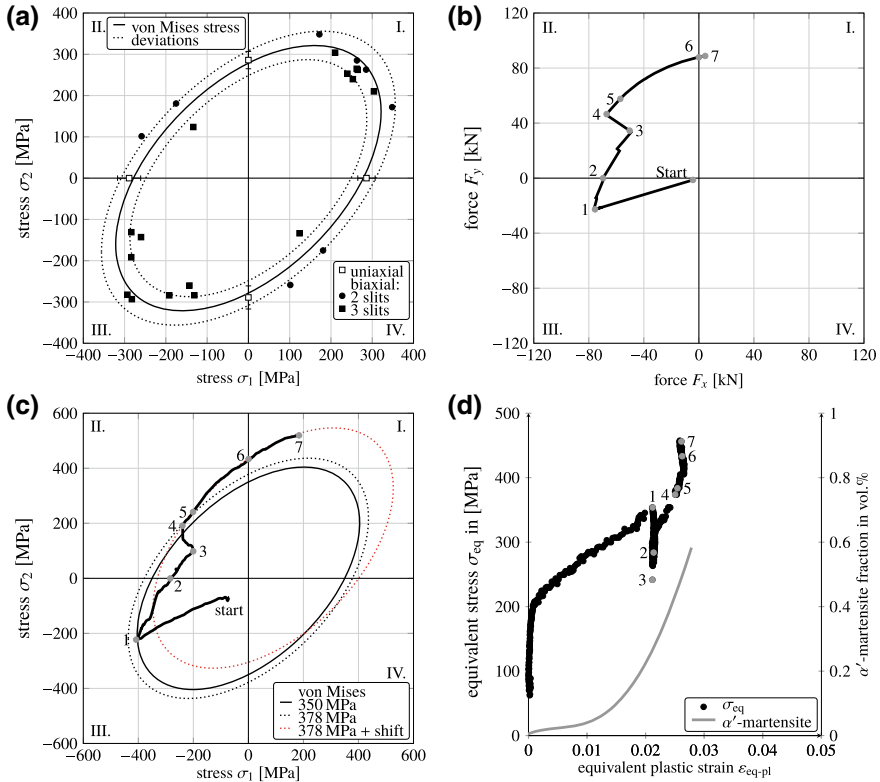 (a)
II.
I.
von Mises stress
deviations
400
300
200
100
0
−100
−200
−300
−400
stress σ2 [MPa]
uniaxial
biaxial:
2 slits
3 slits
III.
IV.
−400 −300 −200 −100 0 100 200 300 400
stress σ1 [MPa]
(b)
II.
I.
120
80
40
0
−40
−80
−120
force Fy [kN]
6
7
5
4
3
2
Start
1
III.
IV.
−120 −80 −40 0 40 80 120
force Fx [kN]
(c)
II.
I.
600
400
200
0
−200
−400
−600
stress σ2 [MPa]
7
6
5
4
3
2
start
1
IV.
III.
von Mises
350 MPa
378 MPa
378 MPa + shift
−600 −400 −200 0 200 400 600
stress σ1 [MPa]
(d)
500
400
300
200
100
0
equivalent stress σeq in [MPa]
1
0.8
0.6
0.4
0.2
0
α′-martensite fraction in vol.%
7
6
5
4
1
2
3
σeq
α′-martensite
0 0.01 0.02 0.03 0.04 0.05
equivalent plastic strain εeq-pl